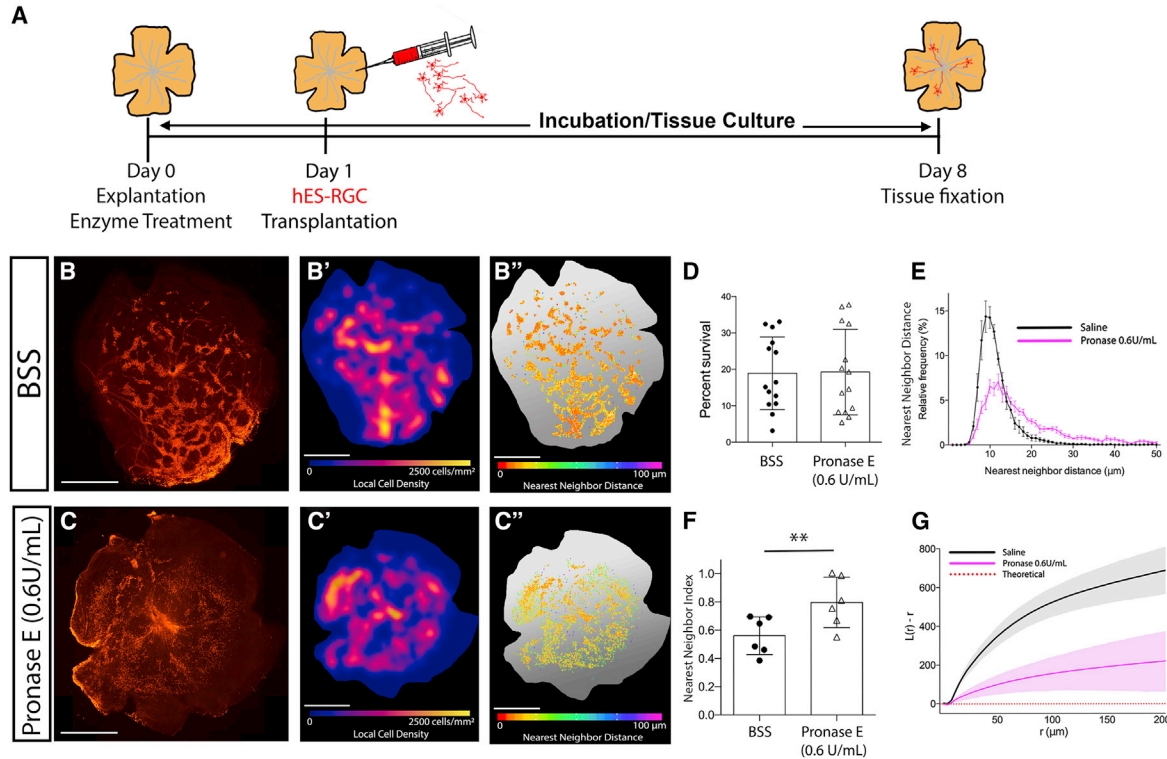 A
Incubation/Tissue Culture
Day 0
Explantation
Enzyme Treatment
Day 1
hES-RGC
Transplantation
Day 8
Tissue fixation
BSS
B
B'
0
2500 cells/mm²
Local Cell Density
B"
0
100 µm
Nearest Neighbor Distance
D
Percent survival
40
30
20
10
0
BSS
Pronase E
(0.6 U/mL)
E
Nearest Neighbor Distance
Relative frequency (%)
15
10
5
0
0
10
20
30
40
50
Nearest neighbor distance (µm)
Saline
Pronase 0.6U/mL
Pronase E (0.6U/mL)
C
C'
0
2500 cells/mm²
Local Cell Density
C"
0
100 µm
Nearest Neighbor Distance
F
**
Nearest Neighbor Index
1.0
0.8
0.6
0.4
0.2
0.0
BSS
Pronase E
(0.6 U/mL)
G
Saline
Pronase 0.6U/mL
Theoretical
L(r) - r
800
600
400
200
0
50
100
150
200
r (µm)